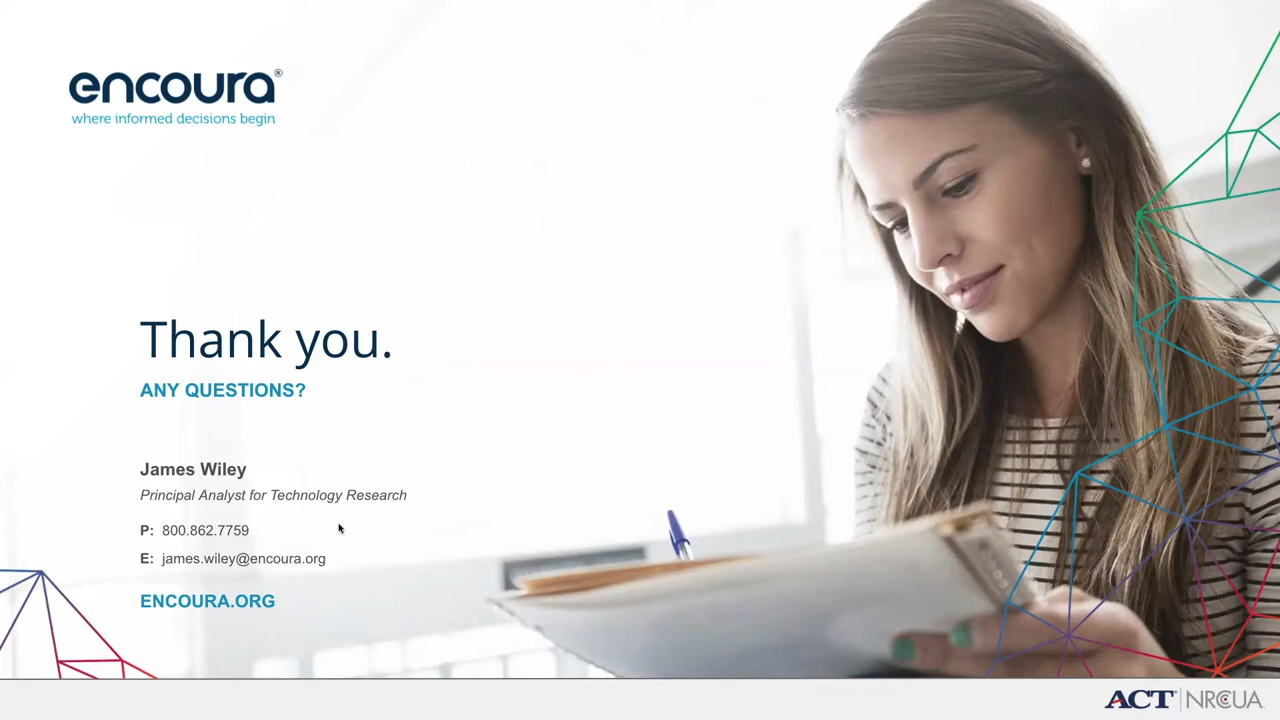 encoura®
where informed decisions begin
Thank you.
ANY QUESTIONS?
James Wiley
Principal Analyst for Technology Research
P: 800.862.7759
E: james.wiley@encoura.org
ENCOURA.ORG
ACT | NRCCUA.